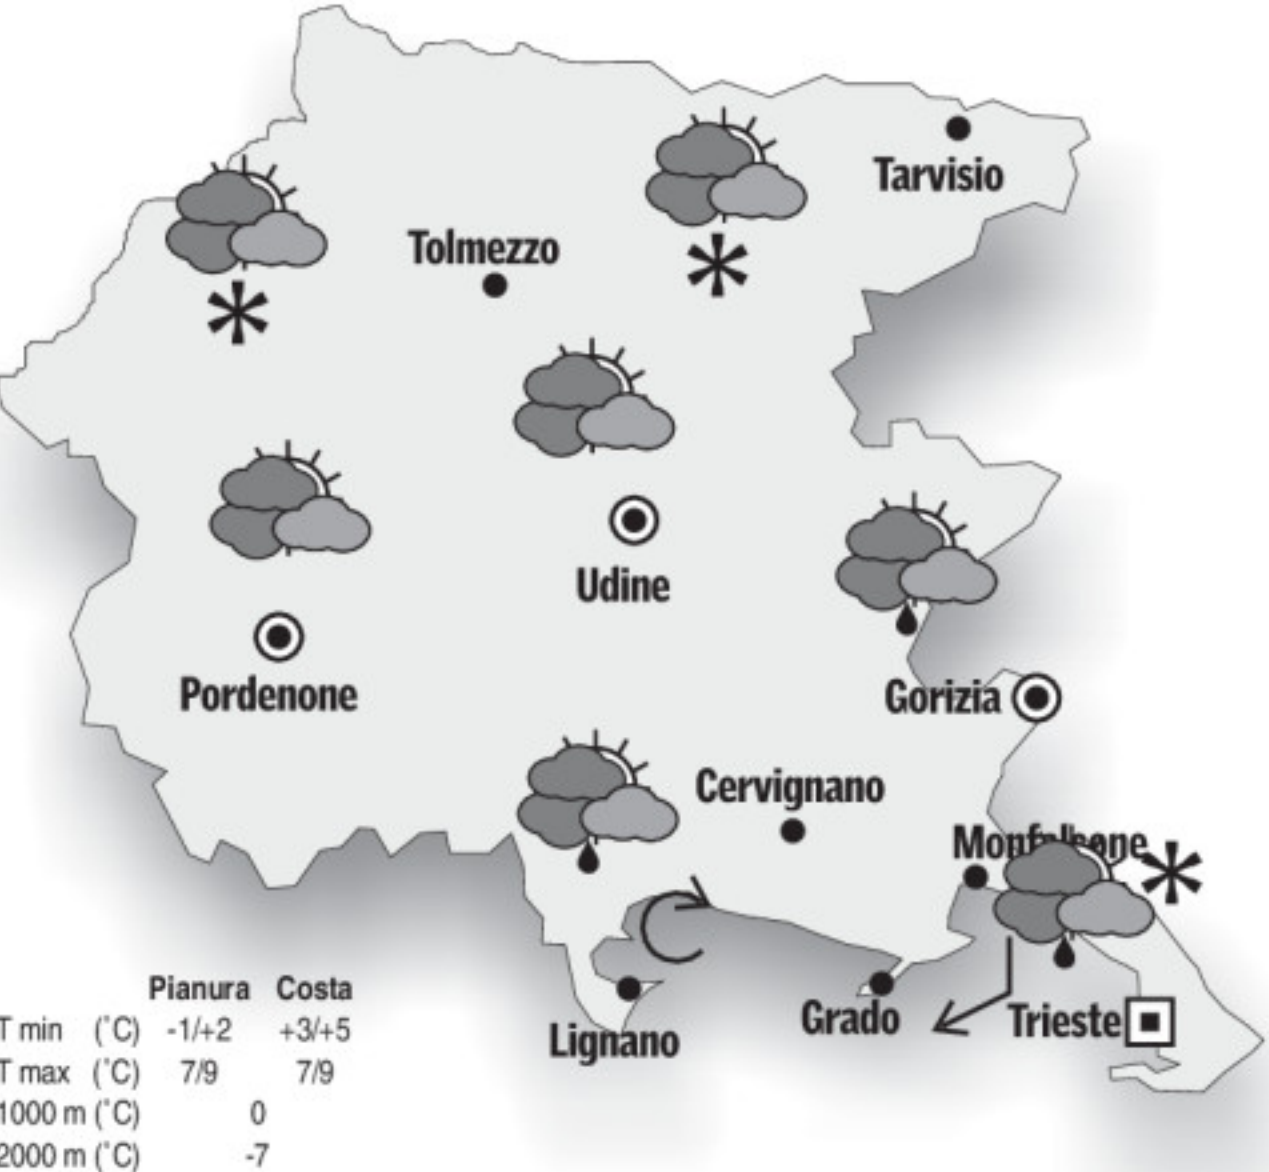 Tarvisio
Tolmezzo
Udine
Pordenone
Gorizia
Cervignano
Monfalcone
Grado
Trieste
Lignano
Pianura Costa
T min (°C) -1/+2 +3/+5
T max (°C) 7/9 7/9
1000 m (°C) 0
2000 m (°C) -7